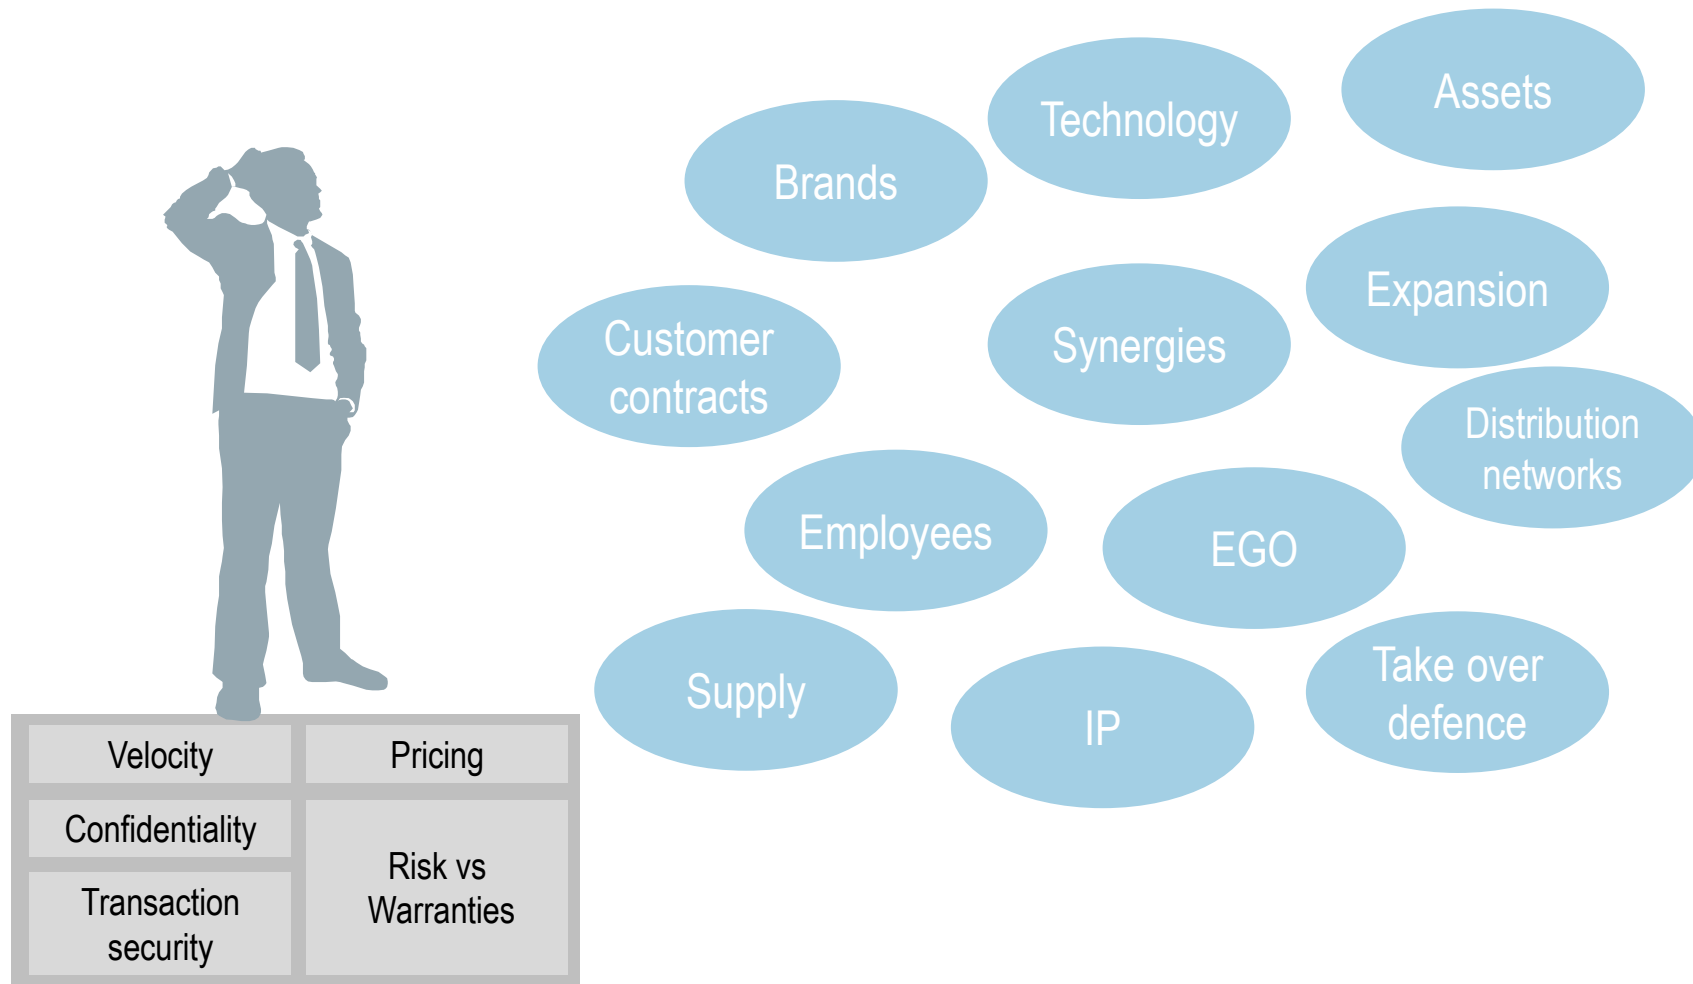 Assets
Technology
Brands
Expansion
Customer
contracts
Synergies
Distribution
networks
Employees
EGO
Supply
IP
Take over
defence
Velocity
Pricing
Confidentiality
Risk vs
Warranties
Transaction
security